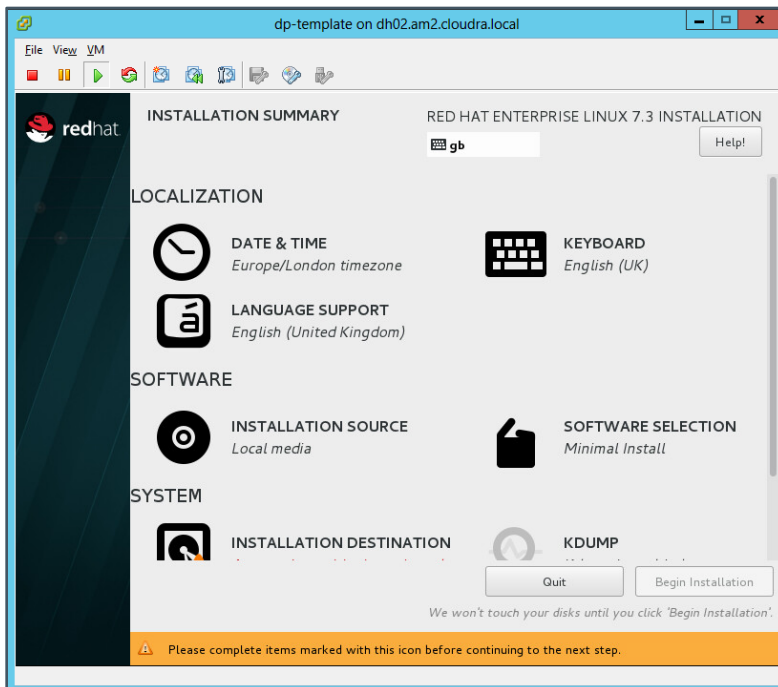 dp-template on dh02.am2.cloudra.local
File View VM
redhat.
INSTALLATION SUMMARY
RED HAT ENTERPRISE LINUX 7.3 INSTALLATION
gb
Help!
LOCALIZATION
DATE & TIME
Europe/London timezone
KEYBOARD
English (UK)
LANGUAGE SUPPORT
English (United Kingdom)
SOFTWARE
INSTALLATION SOURCE
Local media
SOFTWARE SELECTION
Minimal Install
SYSTEM
INSTALLATION DESTINATION
KDUMP
Quit
Begin Installation
We won't touch your disks until you click 'Begin Installation'.
Please complete items marked with this icon before continuing to the next step.